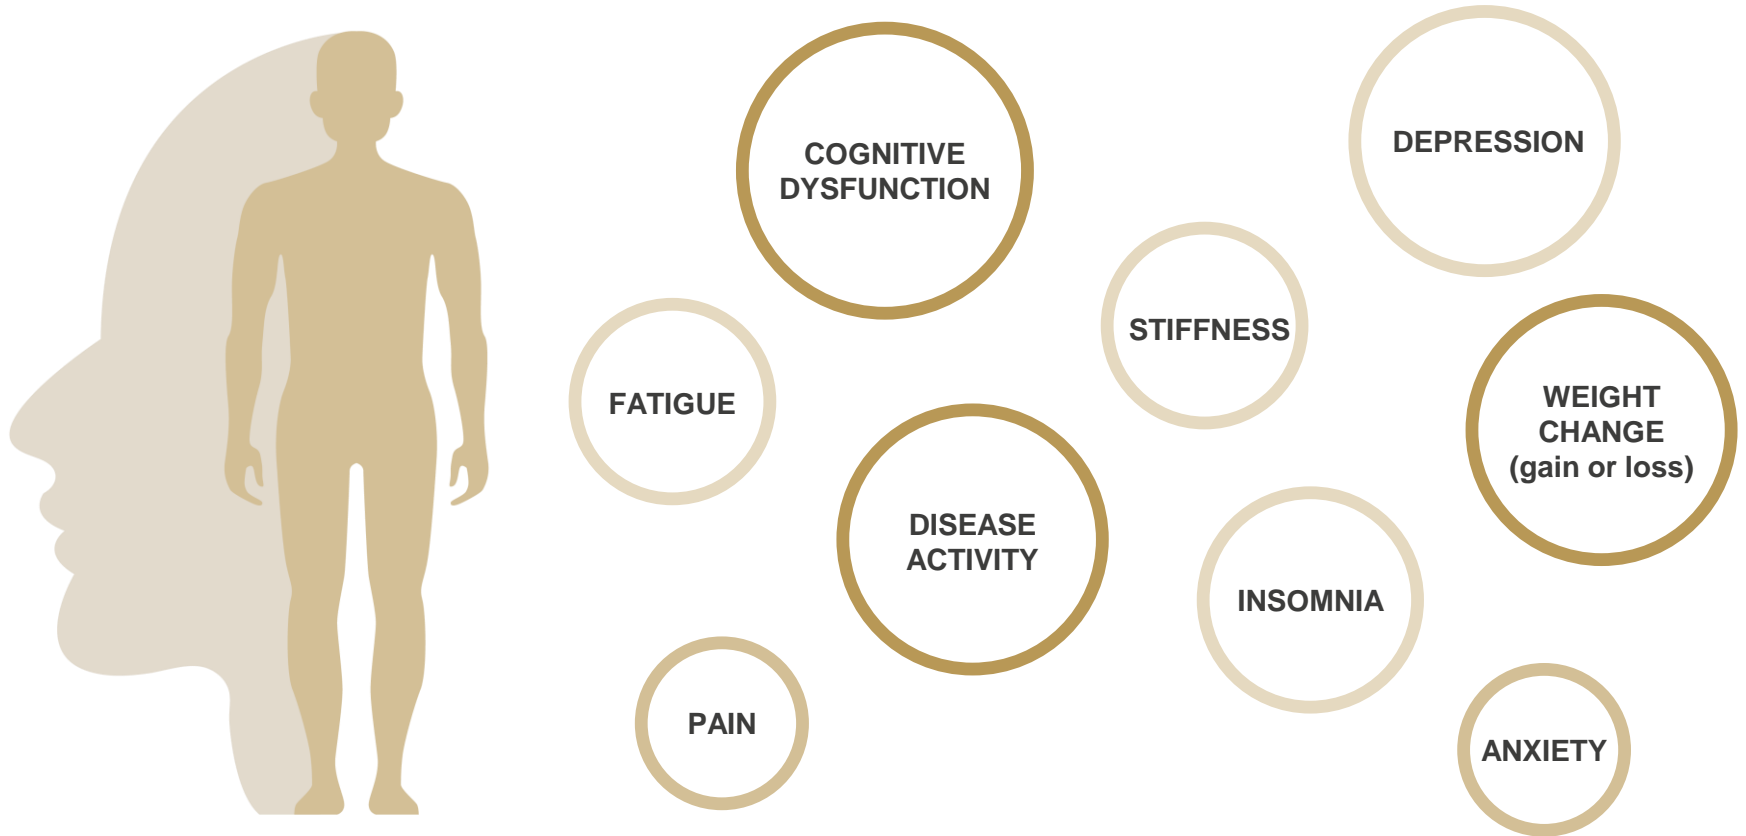 COGNITIVE
DYSFUNCTION
DEPRESSION
STIFFNESS
FATIGUE
WEIGHT
CHANGE
(gain or loss)
DISEASE
ACTIVITY
INSOMNIA
PAIN
ANXIETY